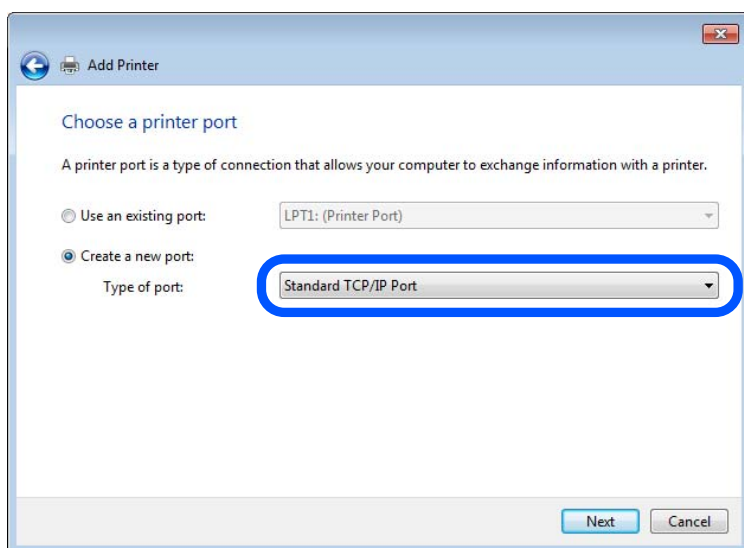 Add Printer
Choose a printer port
A printer port is a type of connection that allows your computer to exchange information with a printer.
Use an existing port: LPT1: (Printer Port)
Create a new port:
Type of port: Standard TCP/IP Port
Next Cancel